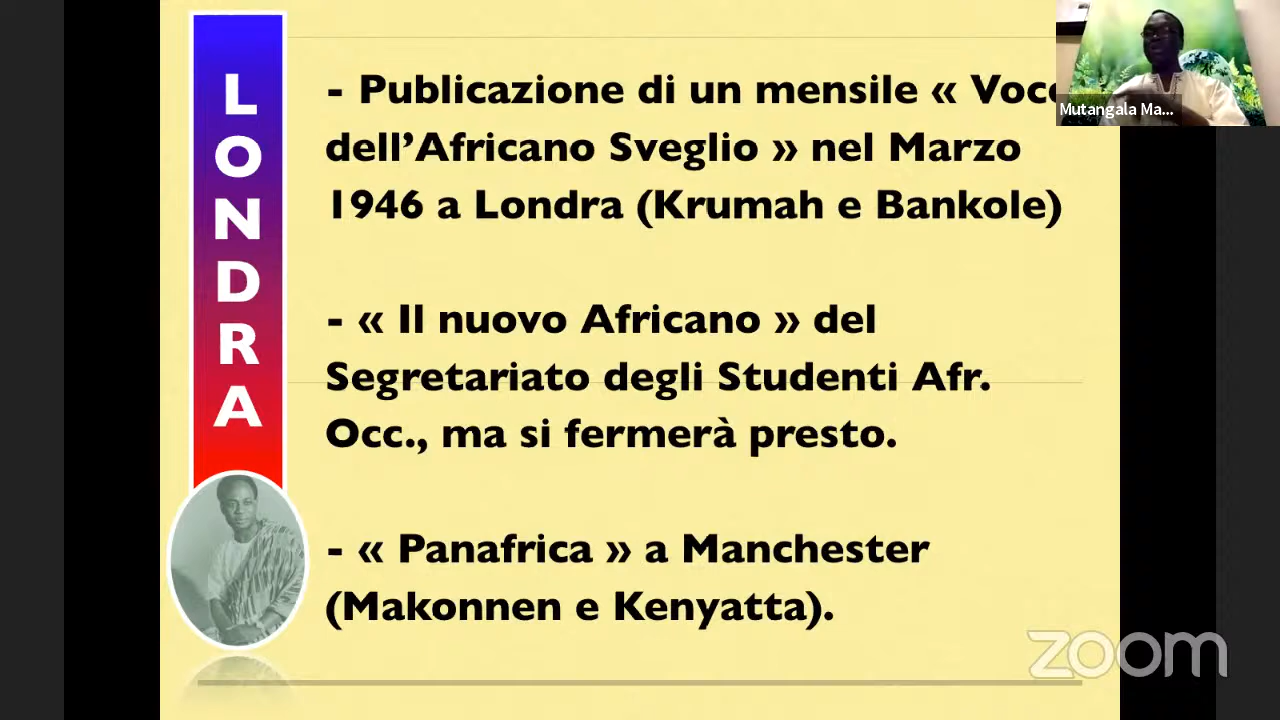 LONDRA
- Publicazione di un mensile « Voce
dell’Africano Sveglio » nel Marzo
1946 a Londra (Krumah e Bankole)
- « Il nuovo Africano » del
Segretariato degli Studenti Afr.
Occ., ma si fermerà presto.
- « Panafrica » a Manchester
(Makonnen e Kenyatta).
Mutangala Ma...
zoom